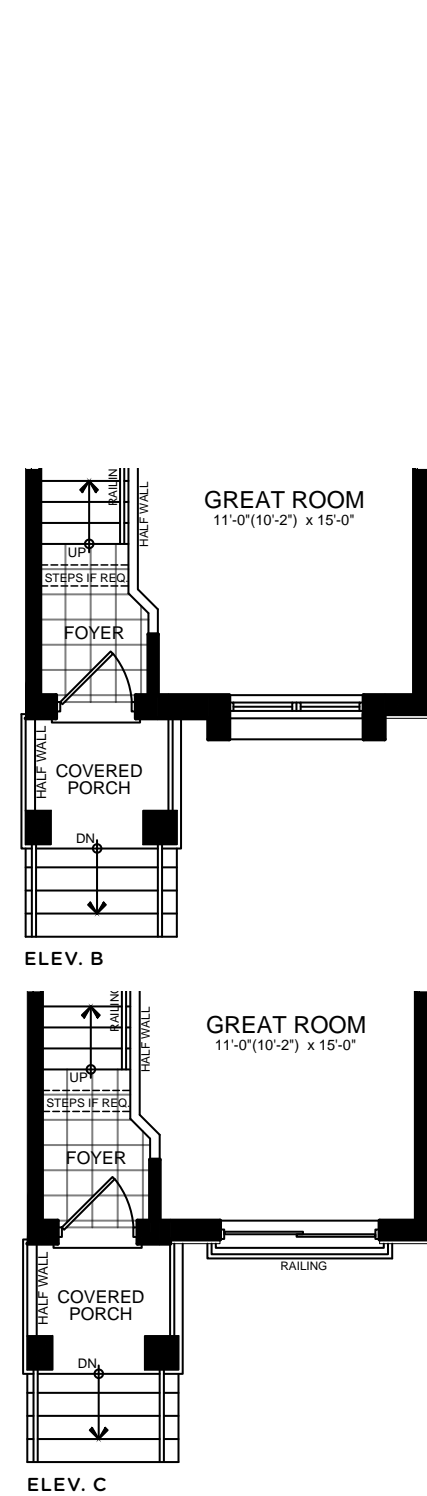 RAILING
HALF WALL
GREAT ROOM
11'-0"(10'-2") x 15'-0"
UP
STEPS IF REQ.
FOYER
HALF WALL
COVERED
PORCH
DN
ELEV. B
RAILING
HALF WALL
GREAT ROOM
11'-0"(10'-2") x 15'-0"
UP
STEPS IF REQ.
FOYER
HALF WALL
RAILING
COVERED
PORCH
DN
ELEV. C